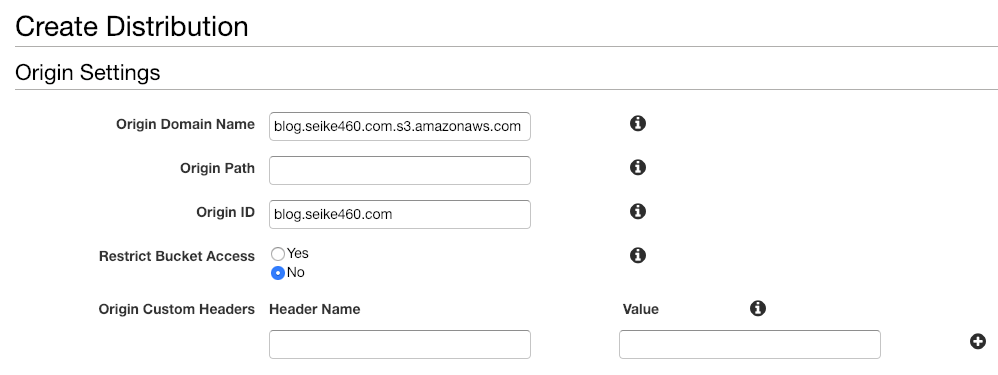 Create Distribution
Origin Settings
Origin Domain Name blog.seike460.com.s3.amazonaws.com
Origin Path
Origin ID blog.seike460.com
Restrict Bucket Access Yes
No
Origin Custom Headers Header Name Value